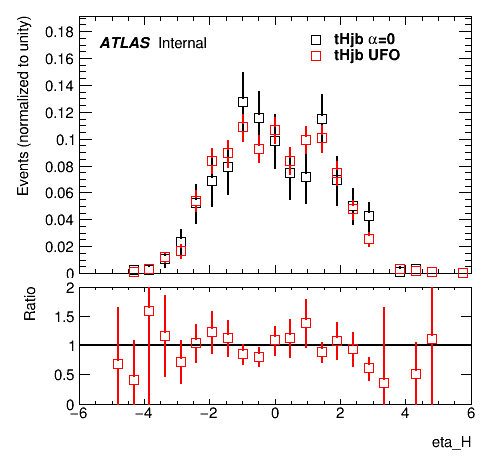 Events (normalized to unity)
0.18
0.16
0.14
0.12
0.1
0.08
0.06
0.04
0.02
0
ATLAS Internal
tHjb α=0
tHjb UFO
Ratio
2
1.5
1
0.5
0
−6 −4 −2 0 2 4 6
eta_H